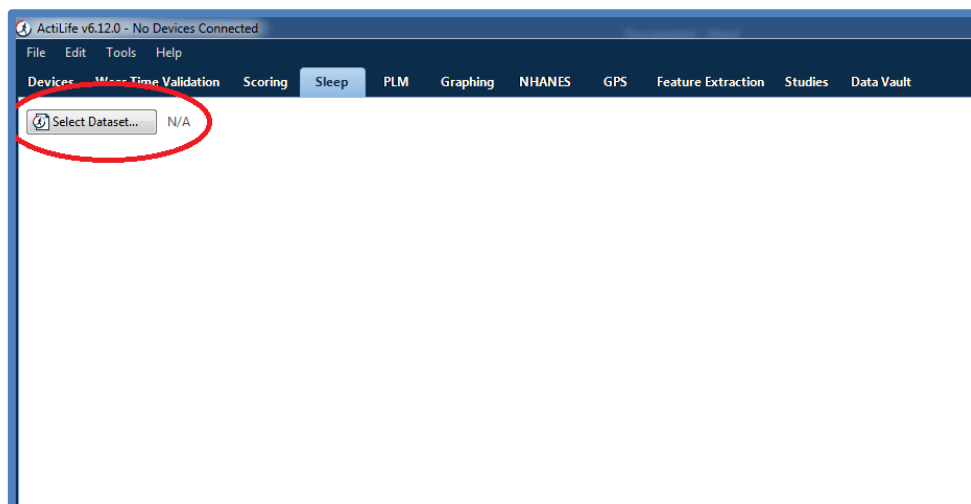 ActiLife v6.12.0 - No Devices Connected
File Edit Tools Help
Devices Wear Time Validation Scoring Sleep PLM Graphing NHANES GPS Feature Extraction Studies Data Vault
Select Dataset... N/A